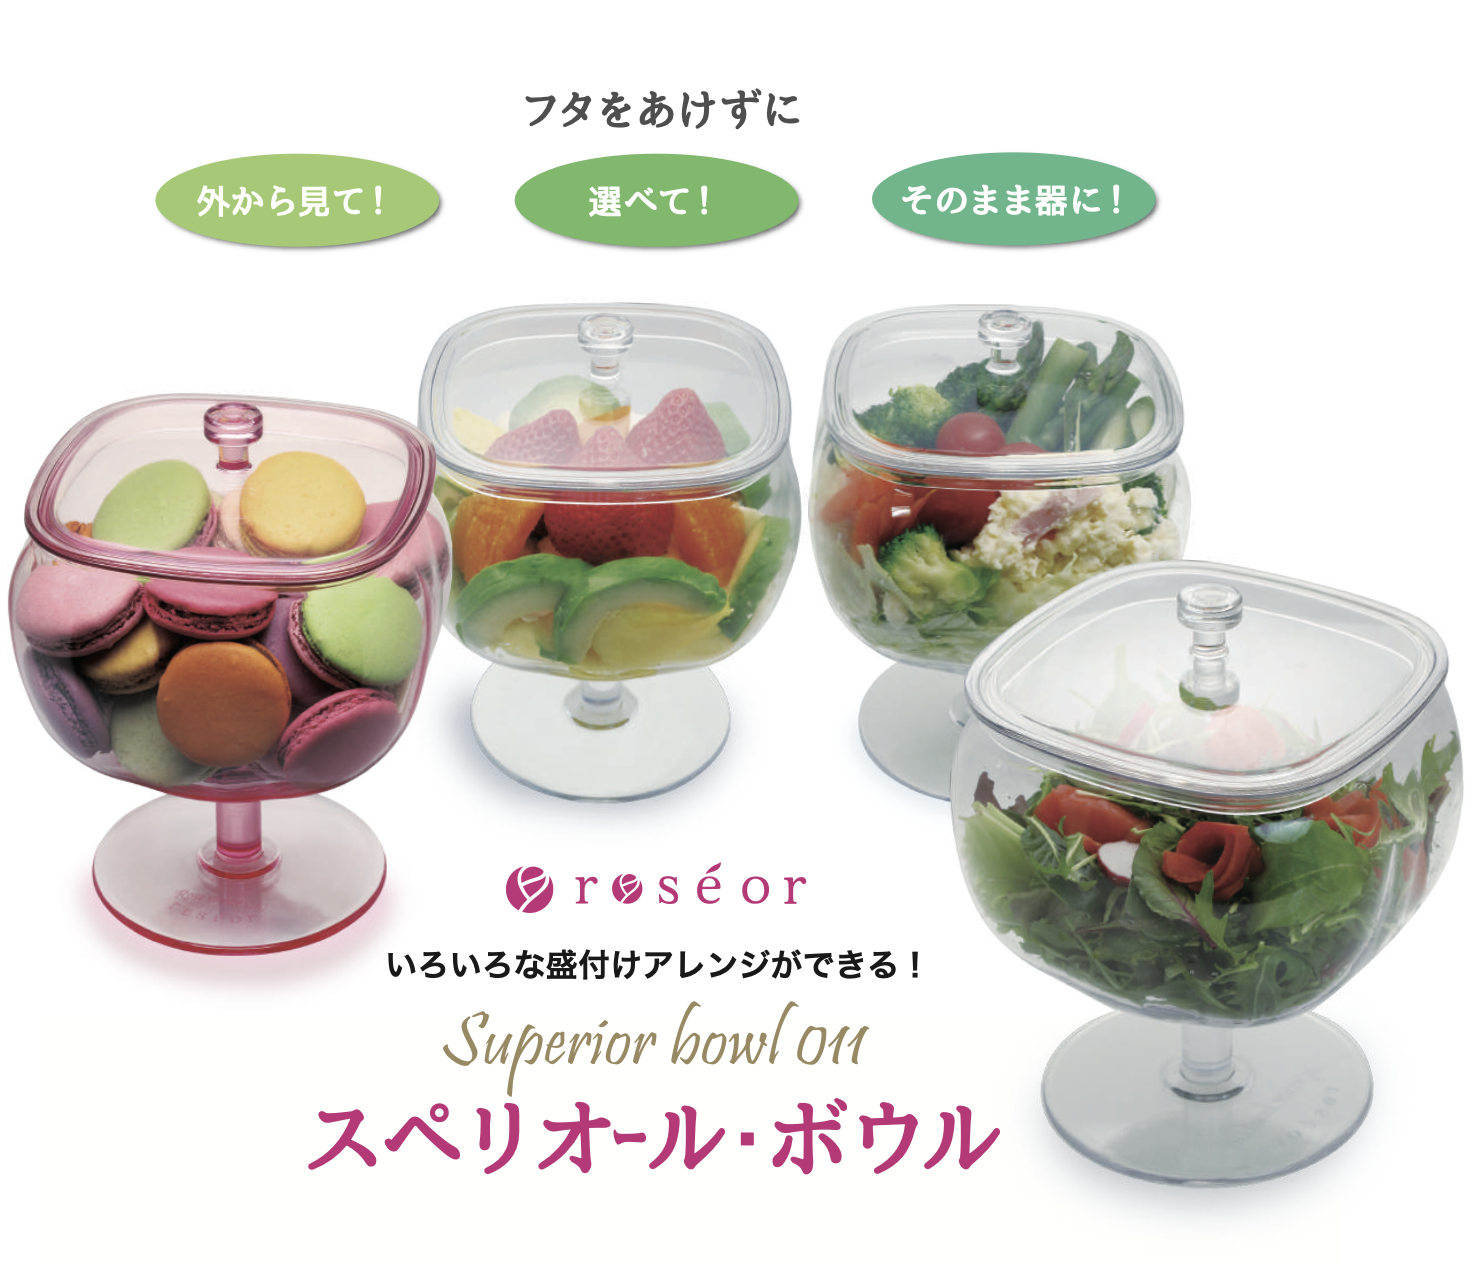 フタをあけずに
外から見て！
選べて！
そのまま器に！
roséor
いろいろな盛付けアレンジができる！
Superior bowl 011
スペリオール・ボウル